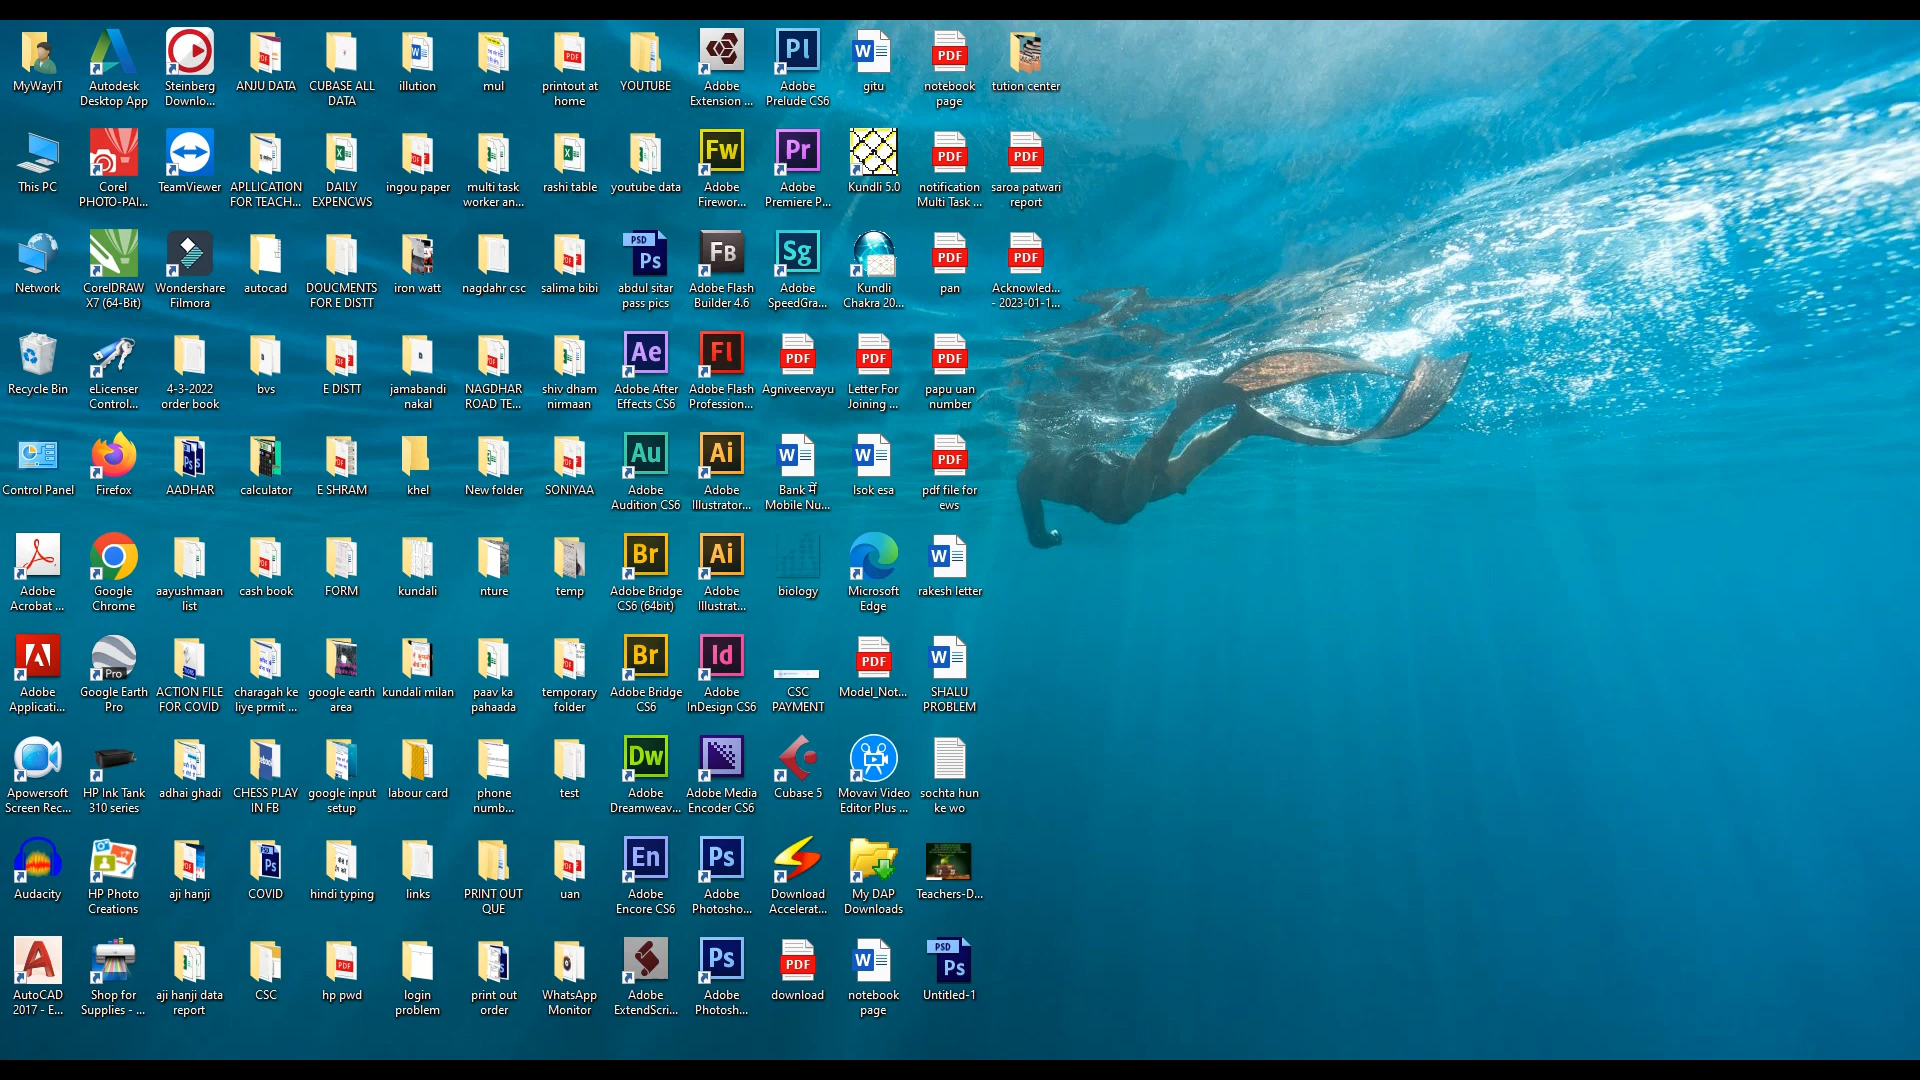 MyWayIT
Autodesk
Desktop App
Steinberg
Downlo...
ANJU DATA
CUBASE ALL
DATA
illution
mul
printout at
home
YOUTUBE
Adobe
Extension ...
Adobe
Prelude CS6
gitu
notebook
page
tution center
This PC
Corel
PHOTO-PAI...
TeamViewer
APLLICATION
FOR TEACH...
DAILY
EXPENCWS
ingou paper
multi task
worker an...
rashi table
youtube data
Adobe
Firewor...
Adobe
Premiere P...
Kundli 5.0
notification
Multi Task ...
saroa patwari
report
Network
CorelDRAW
X7 (64-Bit)
Wondershare
Filmora
autocad
DOUCMENTS
FOR E DISTT
iron watt
nagdahr csc
salima bibi
abdul sitar
pass pics
Adobe Flash
Builder 4.6
Adobe
SpeedGra...
Kundli
Chakra 20...
pan
Acknowled...
- 2023-01-1...
Recycle Bin
eLicenser
Control...
4-3-2022
order book
bvs
E DISTT
jamabandi
nakal
NAGDHAR
ROAD TE...
shiv dham
nirmaan
Adobe After
Effects CS6
Adobe Flash
Profession...
Agniveervayu
Letter For
Joining ...
papu uan
number
Control Panel
Firefox
AADHAR
calculator
E SHRAM
khel
New folder
SONIYAA
Adobe
Audition CS6
Adobe
Illustrator...
Bank में
Mobile Nu...
Isok esa
pdf file for
ews
Adobe
Acrobat ...
Google
Chrome
aayushmaan
list
cash book
FORM
kundali
nture
temp
Adobe Bridge
CS6 (64bit)
Adobe
Illustrat...
biology
Microsoft
Edge
rakesh letter
Adobe
Applicati...
Google Earth
Pro
ACTION FILE
FOR COVID
charagah ke
liye prmit ...
google earth
area
kundali milan
paav ka
pahaada
temporary
folder
Adobe Bridge
CS6
Adobe
InDesign CS6
CSC
PAYMENT
Model_Not...
SHALU
PROBLEM
Apowersoft
Screen Rec...
HP Ink Tank
310 series
adhai ghadi
CHESS PLAY
IN FB
google input
setup
labour card
phone
numb...
test
Adobe
Dreamweav...
Adobe Media
Encoder CS6
Cubase 5
Movavi Video
Editor Plus ...
sochta hun
ke wo
Audacity
HP Photo
Creations
aji hanji
COVID
hindi typing
links
PRINT OUT
QUE
uan
Adobe
Encore CS6
Adobe
Photosho...
Download
Accelerat...
My DAP
Downloads
Teachers-D...
AutoCAD
2017 - E...
Shop for
Supplies - ...
aji hanji data
report
CSC
hp pwd
login
problem
print out
order
WhatsApp
Monitor
Adobe
ExtendScri...
Adobe
Photosh...
download
notebook
page
Untitled-1